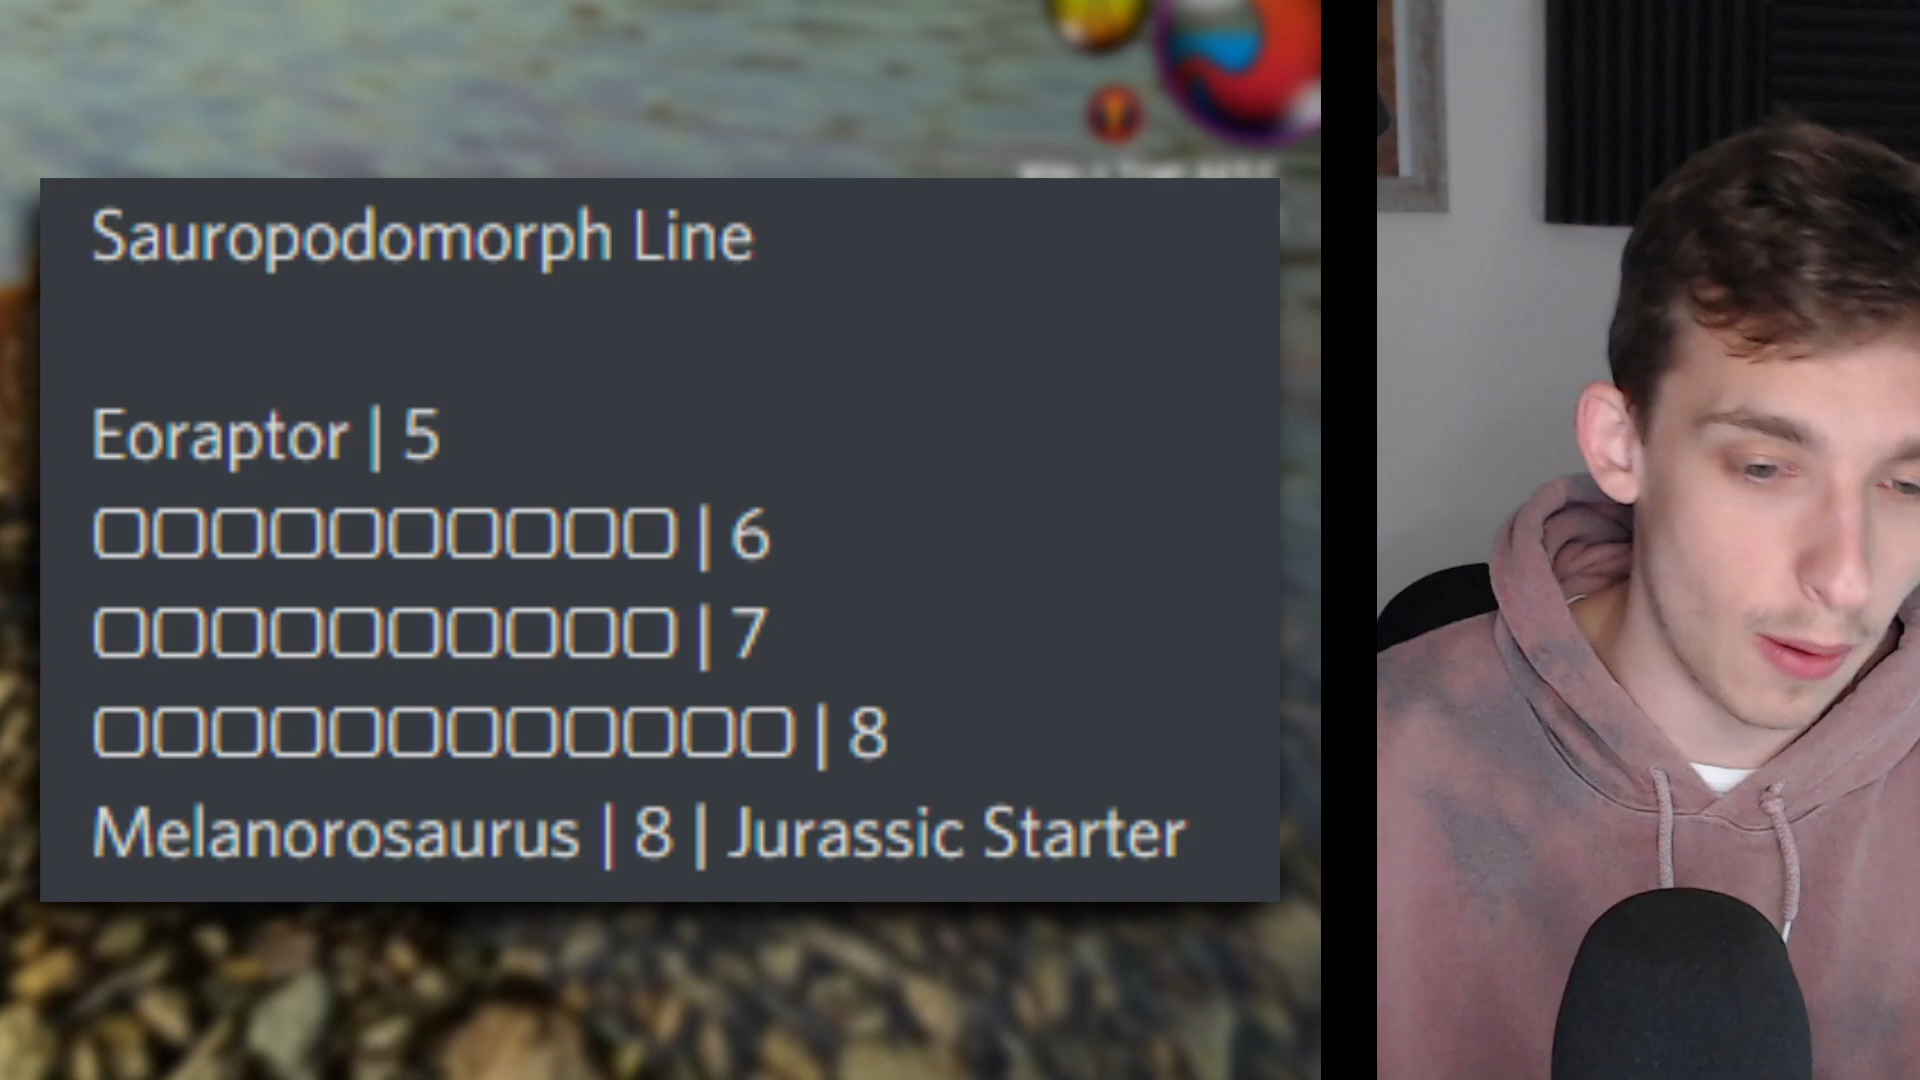 Sauropodomorph Line
Eoraptor | 5
▢▢▢▢▢▢▢▢▢▢ | 6
▢▢▢▢▢▢▢▢▢▢ | 7
▢▢▢▢▢▢▢▢▢▢▢▢ | 8
Melanorosaurus | 8 | Jurassic Starter